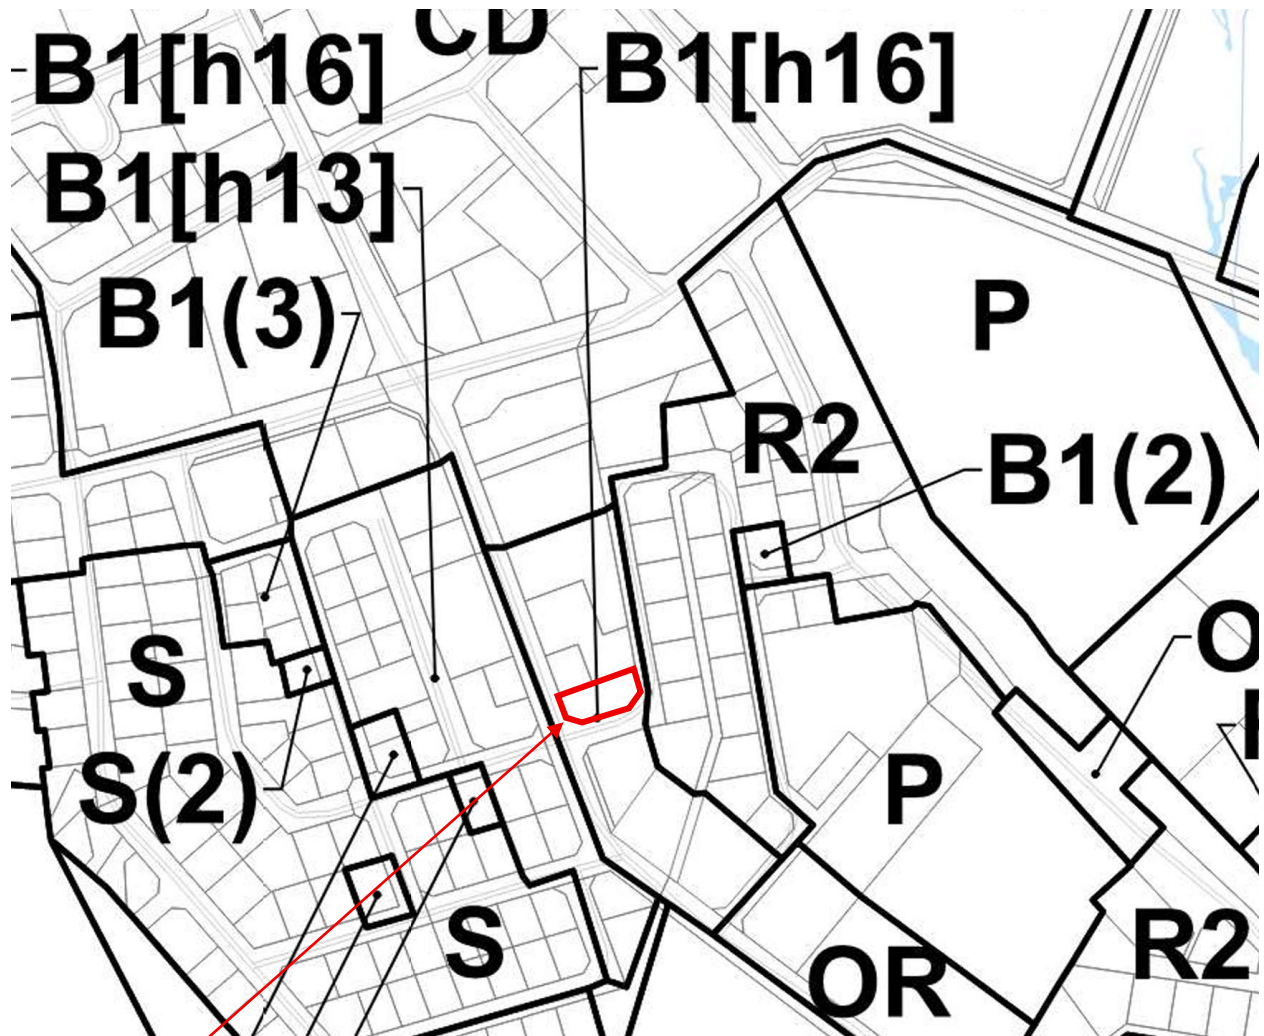 CD
B1[h16]
B1[h16]
B1[h13]
B1(3)
P
R2
B1(2)
O
S
S(2)
P
S
OR
R2